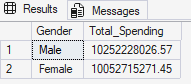 Results Messages
Gender Total_Spending
1 Male 10252228026.57
2 Female 10052715271.45